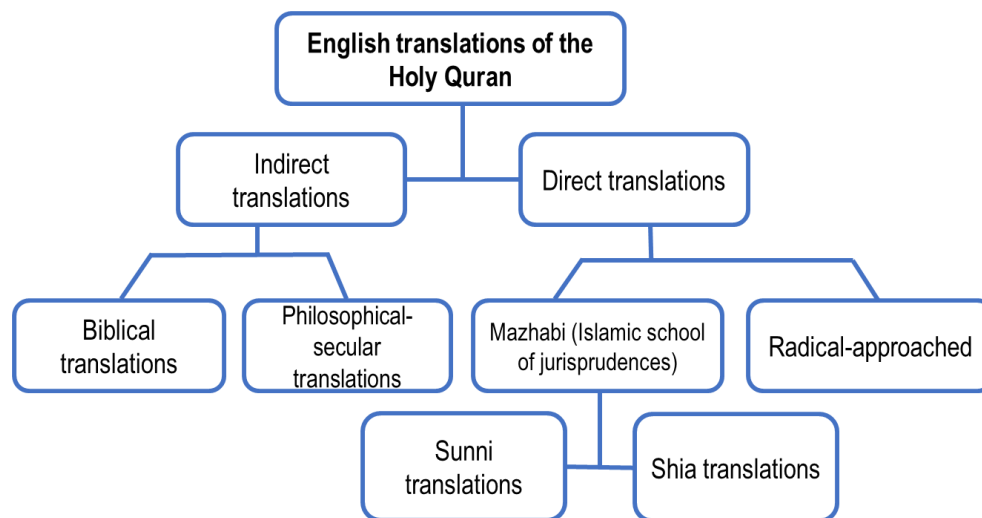 English translations of the
Holy Quran
Indirect
translations
Direct translations
Biblical
translations
Philosophical-
secular
translations
Mazhabi (Islamic school
of jurisprudences)
Radical-approached
Sunni
translations
Shia translations